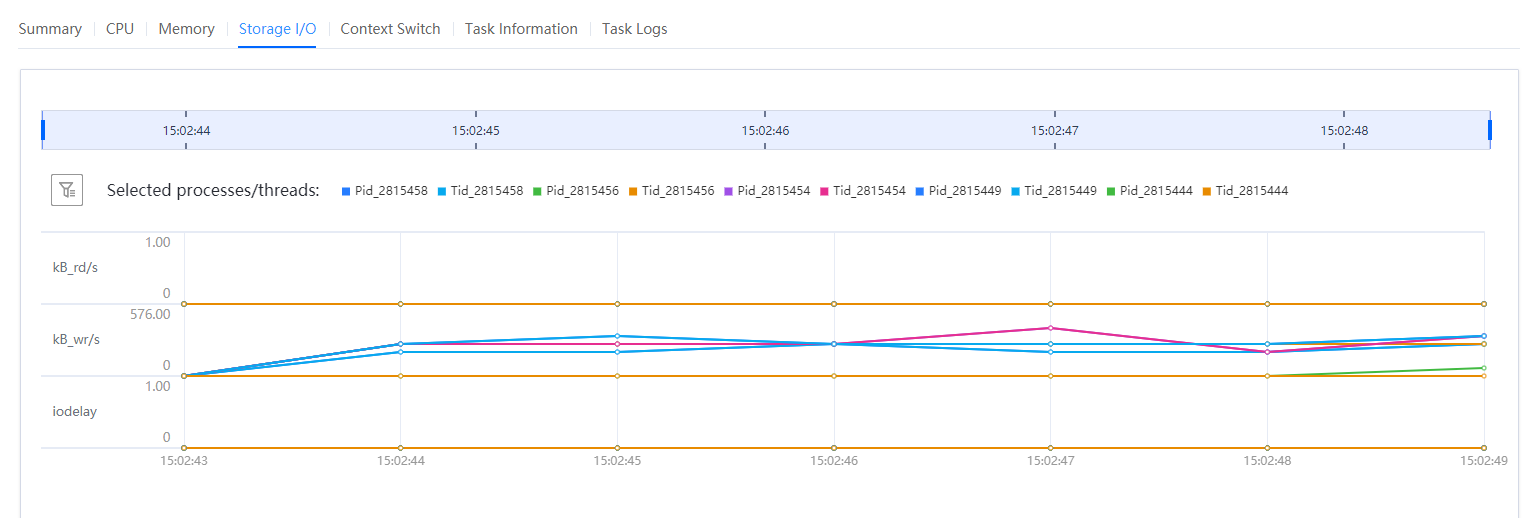 Summary CPU Memory Storage I/O Context Switch Task Information Task Logs
15:02:44 15:02:45 15:02:46 15:02:47 15:02:48
Selected processes/threads: Pid_2815458 Tid_2815458 Pid_2815456 Tid_2815456 Pid_2815454 Tid_2815454 Pid_2815449 Tid_2815449 Pid_2815444 Tid_2815444
1.00
kB_rd/s
0
576.00
kB_wr/s
0
1.00
iodelay
0
15:02:43 15:02:44 15:02:45 15:02:46 15:02:47 15:02:48 15:02:49